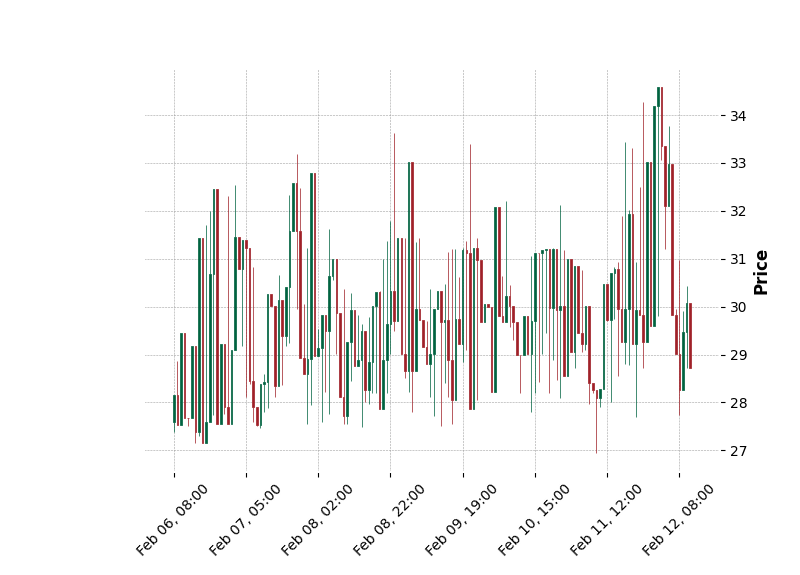 34
33
32
31
30
29
28
27
Price
Feb 06, 08:00
Feb 07, 05:00
Feb 08, 02:00
Feb 08, 22:00
Feb 09, 19:00
Feb 10, 15:00
Feb 11, 12:00
Feb 12, 08:00